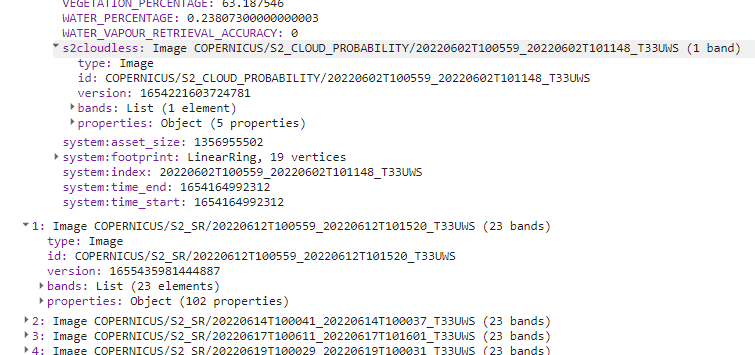 VEGETATION_PERCENTAGE: 63.187546
WATER_PERCENTAGE: 0.23807300000000003
WATER_VAPOUR_RETRIEVAL_ACCURACY: 0
s2cloudless: Image COPERNICUS/S2_CLOUD_PROBABILITY/20220602T100559_20220602T101148_T33UWS (1 band)
type: Image
id: COPERNICUS/S2_CLOUD_PROBABILITY/20220602T100559_20220602T101148_T33UWS
version: 1654221603724781
bands: List (1 element)
properties: Object (5 properties)
system:asset_size: 1356955502
system:footprint: LinearRing, 19 vertices
system:index: 20220602T100559_20220602T101148_T33UWS
system:time_end: 1654164992312
system:time_start: 1654164992312
1: Image COPERNICUS/S2_SR/20220612T100559_20220612T101520_T33UWS (23 bands)
type: Image
id: COPERNICUS/S2_SR/20220612T100559_20220612T101520_T33UWS
version: 1655435981444887
bands: List (23 elements)
properties: Object (102 properties)
2: Image COPERNICUS/S2_SR/20220614T100041_20220614T100037_T33UWS (23 bands)
3: Image COPERNICUS/S2_SR/20220617T100611_20220617T101601_T33UWS (23 bands)
4: Image COPERNICUS/S2_SR/20220619T100029_20220619T100031_T33UWS (23 bands)